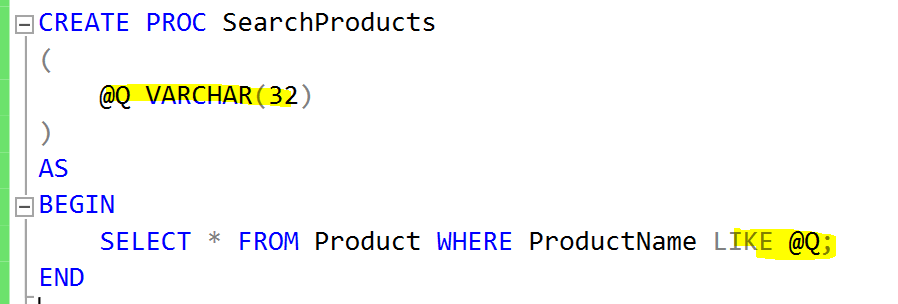 CREATE PROC SearchProducts
(
@Q VARCHAR(32)
)
AS
BEGIN
SELECT * FROM Product WHERE ProductName LIKE @Q;
END